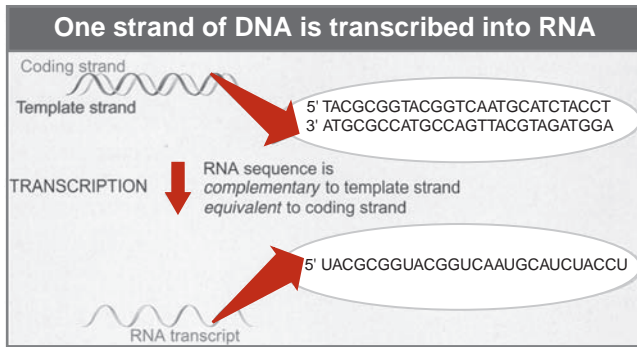 One strand of DNA is transcribed into RNA
Coding strand
Template strand
5' TACGCGGTACGGTCAATGCATCTACCT
3' ATGCGCCATGCCAGTTACGTAGATGGA
TRANSCRIPTION
RNA sequence is
complementary to template strand
equivalent to coding strand
5' UACGCGGUACGGUCAAUGCAUCUACCU
RNA transcript